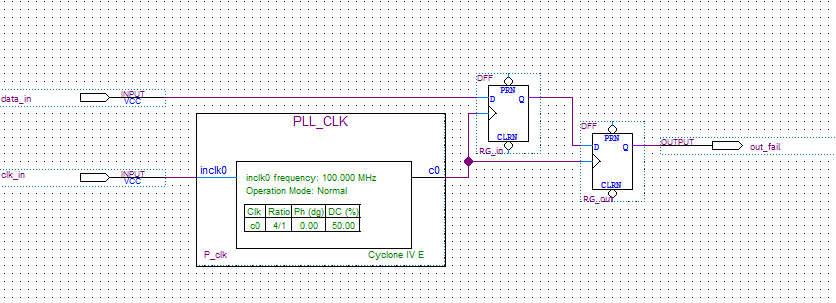 DFF
data_in
INPUT
VCC
PRN
D
Q
CLRN
RG_in
PLL_CLK
clk_in
INPUT
VCC
inclk0
c0
inclk0 frequency: 100.000 MHz
Operation Mode: Normal
Clk Ratio Ph (dg) DC (%)
c0 4/1 0.00 50.00
P_clk
Cyclone IV E
DFF
PRN
D
Q
CLRN
RG_out
OUTPUT
out_fail